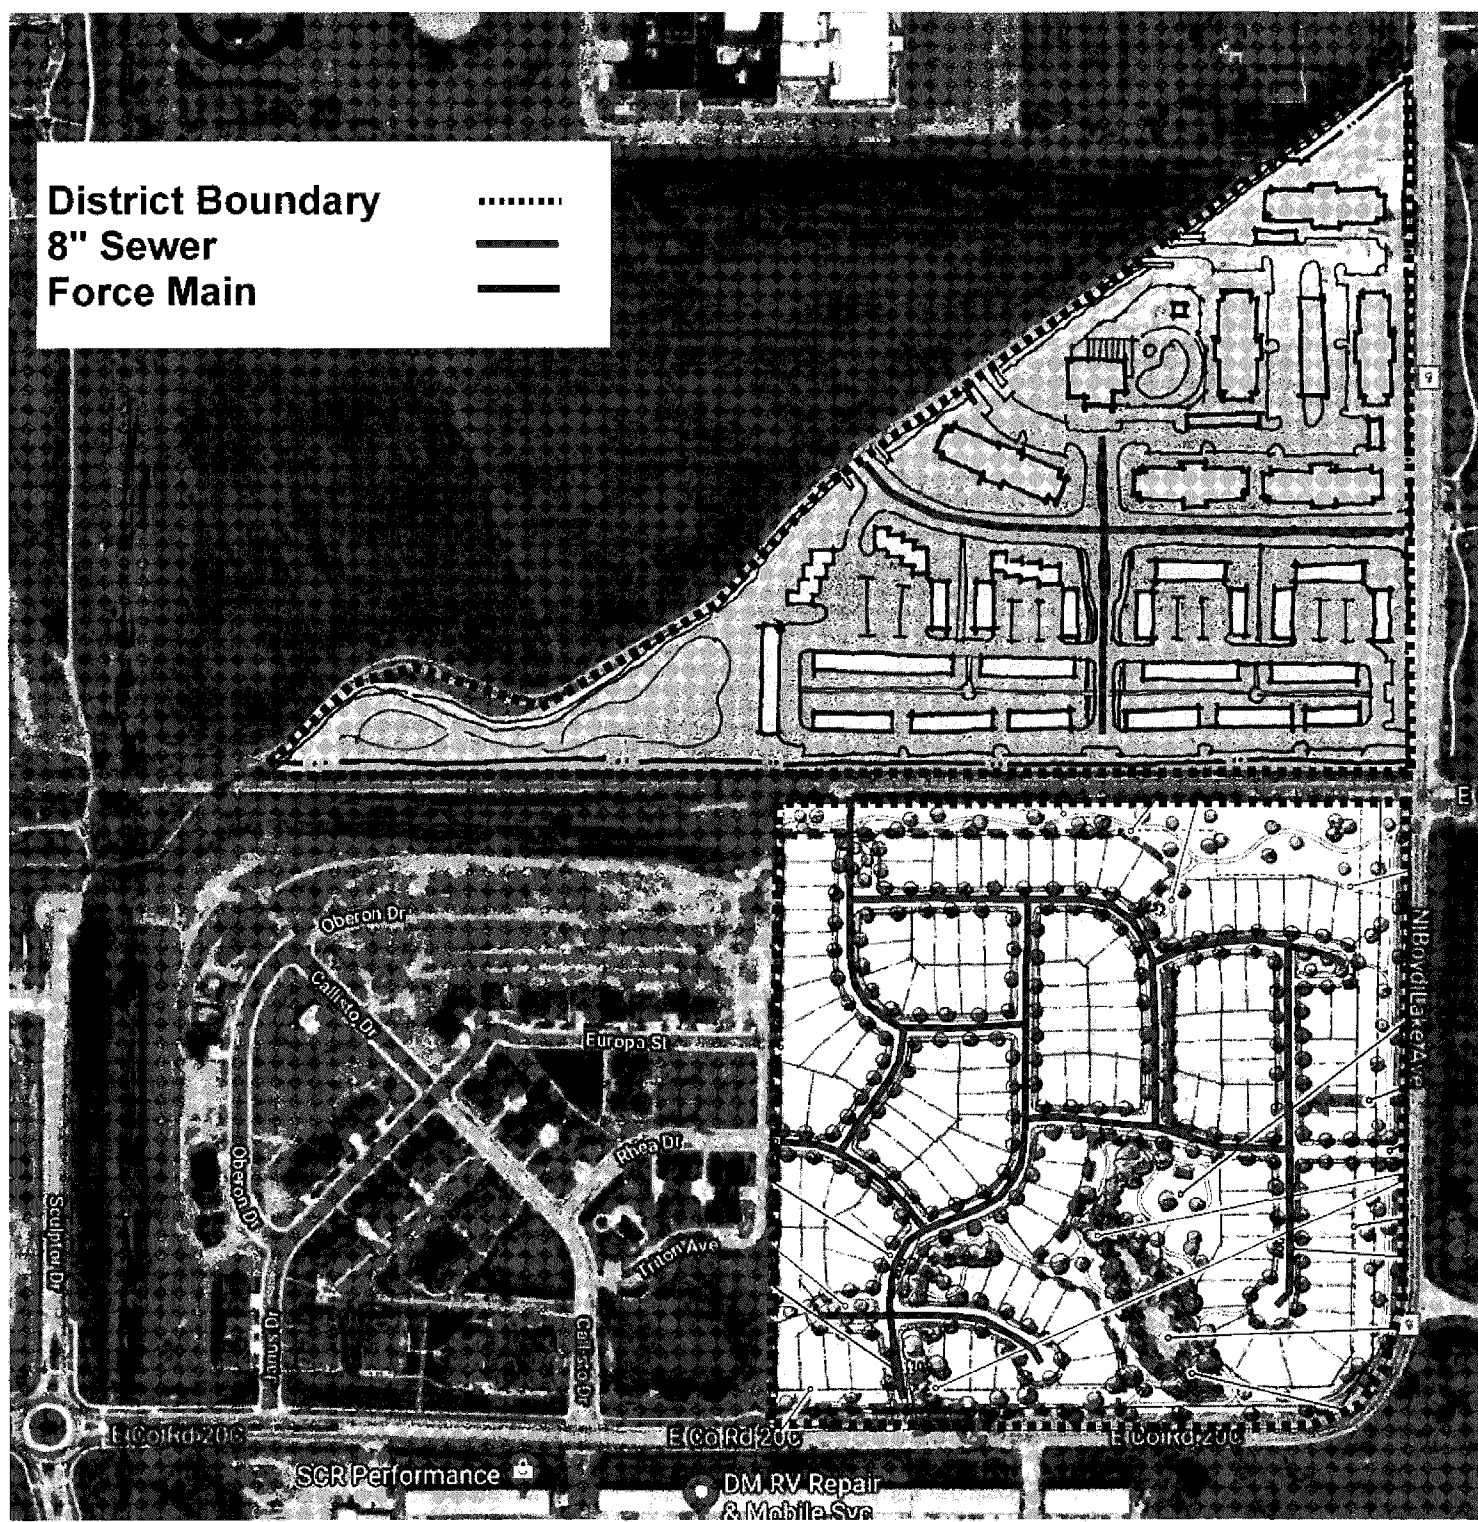 District Boundary
8" Sewer
Force Main
E
Oberon Dr
Callisto Dr
N Boyd Lake Ave
Europa St
Rhea Dr
Oberon Dr
Triton Ave
Sculptor Dr
Janus Dr
Callisto Dr
E Co Rd 20C
E Co Rd 20C
E Co Rd 20C
SCR Performance
DM RV Repair
& Mobile Svc